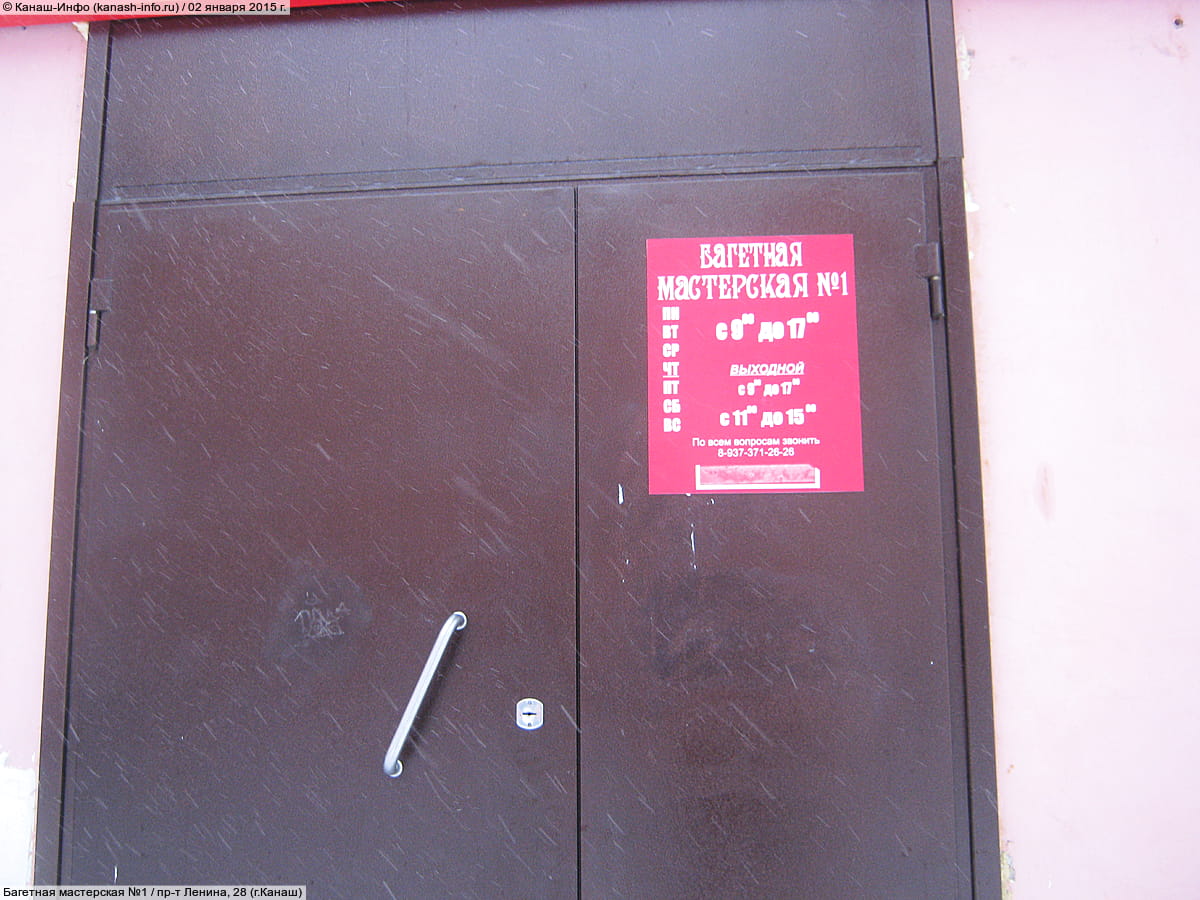 © Канаш-Инфо (kanash-info.ru) / 02 января 2015 г.
БАГЕТНАЯ
МАСТЕРСКАЯ №1
ПН
ВТ с 9⁰⁰ до 17⁰⁰
СР
ЧТ ВЫХОДНОЙ
ПТ с 9⁰⁰ до 17⁰⁰
СБ
ВС с 11⁰⁰ до 15⁰⁰
По всем вопросам звонить
8-937-371-26-26
Багетная мастерская №1 / пр-т Ленина, 28 (г.Канаш)